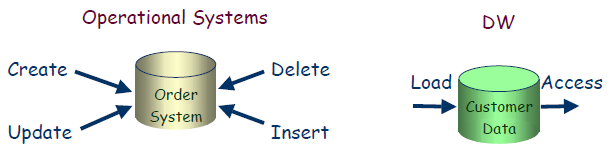 Operational Systems
DW
Create
Delete
Order
System
Update
Insert
Load
Access
Customer
Data